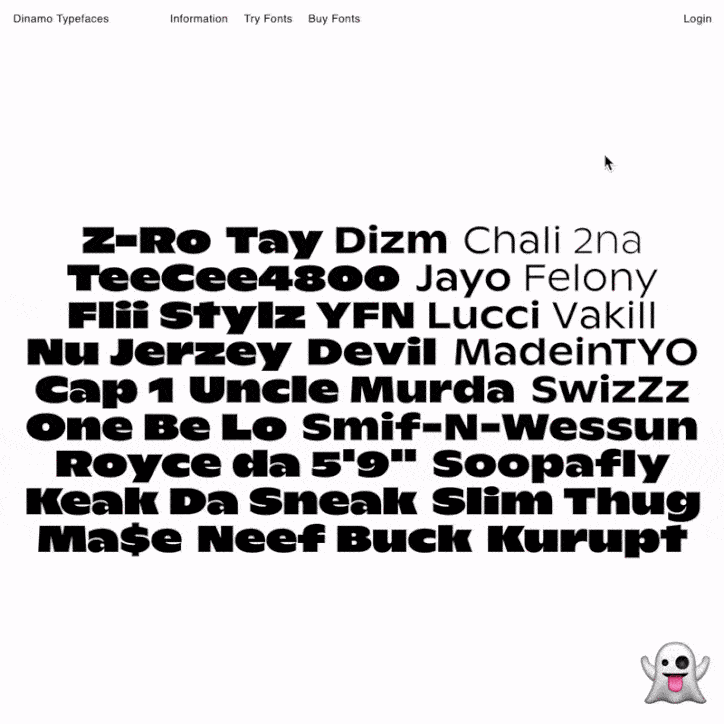 Dinamo Typefaces Information Try Fonts Buy Fonts Login
Z-Ro Tay Dizm Chali 2na
TeeCee4800 Jayo Felony
Flii Stylz YFN Lucci Vakill
Nu Jerzey Devil MadeinTYO
Cap 1 Uncle Murda SwizZz
One Be Lo Smif-N-Wessun
Royce da 5'9" Soopafly
Keak Da Sneak Slim Thug
Ma$e Neef Buck Kurupt